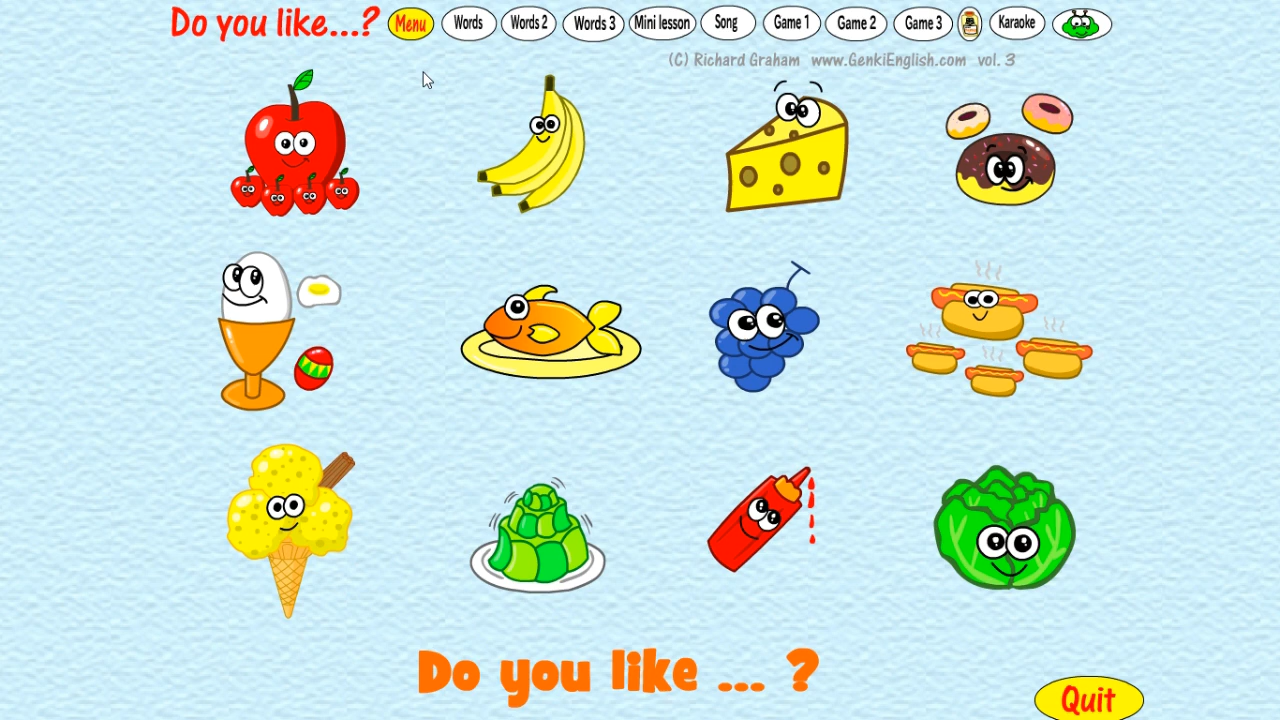 Do you like...? Menu Words Words 2 Words 3 Mini lesson Song Game 1 Game 2 Game 3 Karaoke
(C) Richard Graham www.GenkiEnglish.com vol. 3
Do you like ... ?
Quit